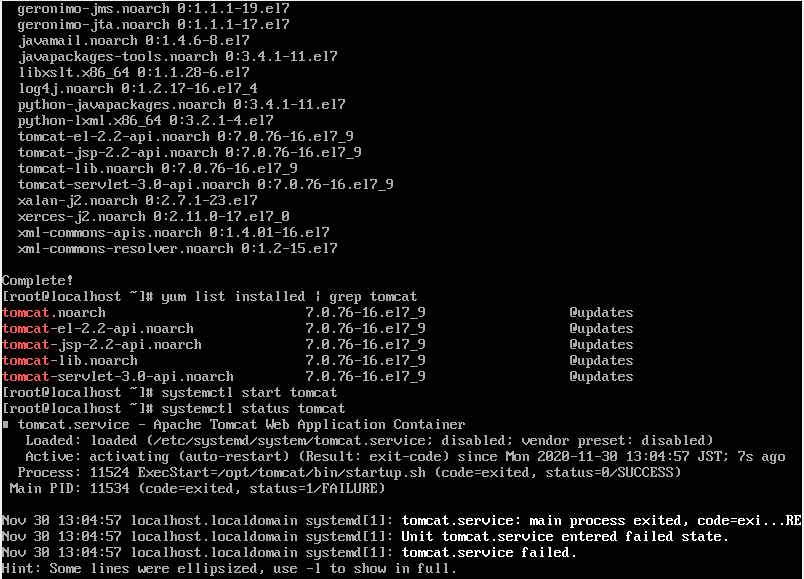 geronimo-jms.noarch 0:1.1.1-19.el7
geronimo-jta.noarch 0:1.1.1-17.el7
javamail.noarch 0:1.4.6-8.el7
javapackages-tools.noarch 0:3.4.1-11.el7
libxslt.x86_64 0:1.1.28-6.el7
log4j.noarch 0:1.2.17-16.el7_4
python-javapackages.noarch 0:3.4.1-11.el7
python-lxml.x86_64 0:3.2.1-4.el7
tomcat-el-2.2-api.noarch 0:7.0.76-16.el7_9
tomcat-jsp-2.2-api.noarch 0:7.0.76-16.el7_9
tomcat-lib.noarch 0:7.0.76-16.el7_9
tomcat-servlet-3.0-api.noarch 0:7.0.76-16.el7_9
xalan-j2.noarch 0:2.7.1-23.el7
xerces-j2.noarch 0:2.11.0-17.el7_0
xml-commons-apis.noarch 0:1.4.01-16.el7
xml-commons-resolver.noarch 0:1.2-15.el7
Complete!
[root@localhost ~]# yum list installed | grep tomcat
tomcat.noarch 7.0.76-16.el7_9 @updates
tomcat-el-2.2-api.noarch 7.0.76-16.el7_9 @updates
tomcat-jsp-2.2-api.noarch 7.0.76-16.el7_9 @updates
tomcat-lib.noarch 7.0.76-16.el7_9 @updates
tomcat-servlet-3.0-api.noarch 7.0.76-16.el7_9 @updates
[root@localhost ~]# systemctl start tomcat
[root@localhost ~]# systemctl status tomcat
■ tomcat.service - Apache Tomcat Web Application Container
Loaded: loaded (/etc/systemd/system/tomcat.service; disabled; vendor preset: disabled)
Active: activating (auto-restart) (Result: exit-code) since Mon 2020-11-30 13:04:57 JST; 7s ago
Process: 11524 ExecStart=/opt/tomcat/bin/startup.sh (code=exited, status=0/SUCCESS)
Main PID: 11534 (code=exited, status=1/FAILURE)
Nov 30 13:04:57 localhost.localdomain systemd[1]: tomcat.service: main process exited, code=exi...RE
Nov 30 13:04:57 localhost.localdomain systemd[1]: Unit tomcat.service entered failed state.
Nov 30 13:04:57 localhost.localdomain systemd[1]: tomcat.service failed.
Hint: Some lines were ellipsized, use -l to show in full.